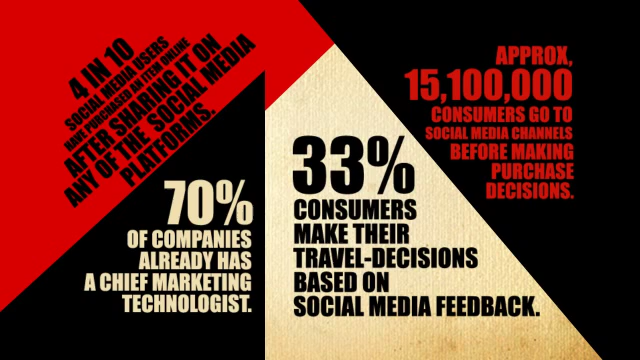 4 IN 10
SOCIAL MEDIA USERS
HAVE PURCHASED AN ITEM ONLINE
AFTER SHARING IT ON
ANY OF THE SOCIAL MEDIA
PLATFORMS.
70%
OF COMPANIES
ALREADY HAS
A CHIEF MARKETING
TECHNOLOGIST.
33%
CONSUMERS
MAKE THEIR
TRAVEL-DECISIONS
BASED ON
SOCIAL MEDIA FEEDBACK.
APPROX,
15,100,000
CONSUMERS GO TO
SOCIAL MEDIA CHANNELS
BEFORE MAKING
PURCHASE
DECISIONS.